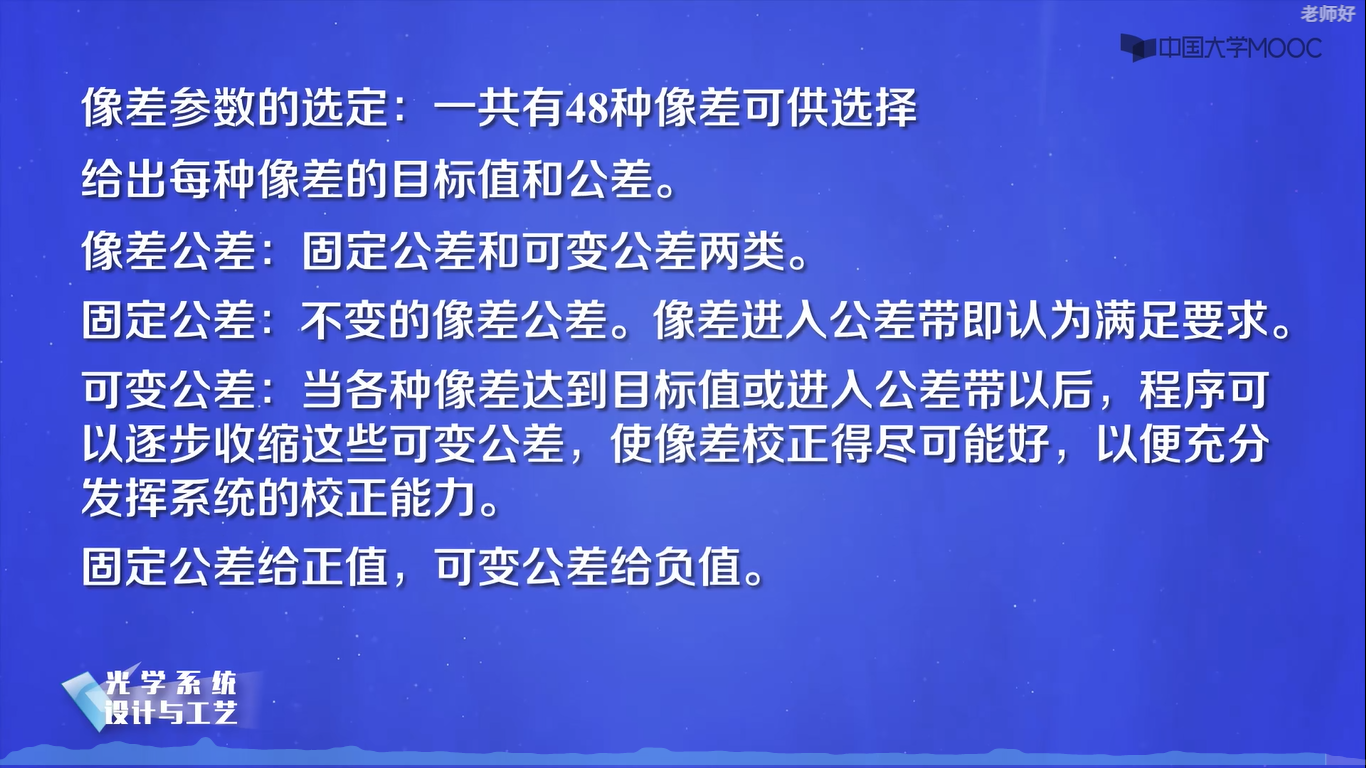 老师好
中国大学MOOC
像差参数的选定：一共有48种像差可供选择
给出每种像差的目标值和公差。
像差公差：固定公差和可变公差两类。
固定公差：不变的像差公差。像差进入公差带即认为满足要求。
可变公差：当各种像差达到目标值或进入公差带以后，程序可
以逐步收缩这些可变公差，使像差校正得尽可能好，以便充分
发挥系统的校正能力。
固定公差给正值，可变公差给负值。
光学系统
设计与工艺